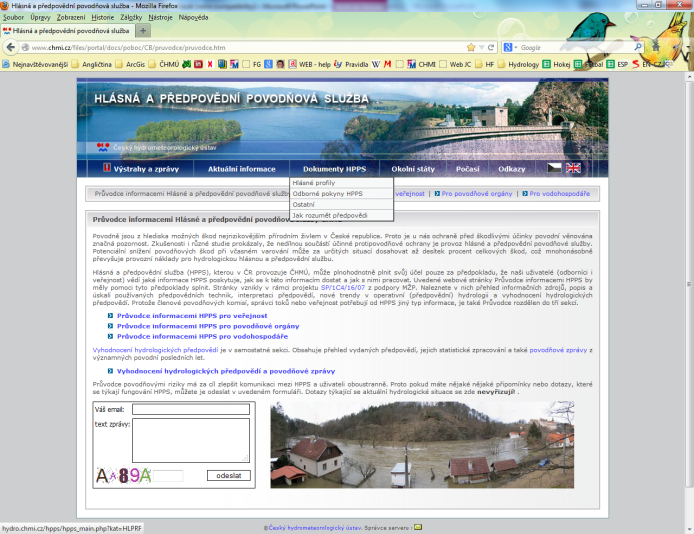 Hlásná a předpovědní povodňová služba - Mozilla Firefox
Soubor Úpravy Zobrazení Historie Záložky Nástroje Nápověda
Hlásná a předpovědní povodňová služba
www.chmi.cz/files/portal/docs/poboc/CB/pruvodce/pruvodce.htm
Google
Nejnavštěvovanější Angličtina ArcGis ČHMÚ FG WEB - help Pravidla ČHMI Web JC HF Hydrology Hokej ESP
HLÁSNÁ A PŘEDPOVĚDNÍ POVODŇOVÁ SLUŽBA
Český hydrometeorologický ústav
Výstrahy a zprávy Aktuální informace Dokumenty HPPS Okolní státy Počasí Odkazy
Hlásné profily
Odborné pokyny HPPS
Ostatní
Jak rozumět předpovědi
Průvodce informacemi Hlásné a předpovědní povodňové služby veřejnost | Pro povodňové orgány | Pro vodohospodáře
Průvodce informacemi Hlásné a předpovědní povodňové
Povodně jsou z hlediska možných škod nejrizikovějším přírodním živlem v České republice. Proto je u nás ochraně před škodlivými účinky povodní věnována
značná pozornost. Zkušenosti i různé studie prokázaly, že nedílnou součástí účinné protipovodňové ochrany je provoz hlásné a předpovědní povodňové služby.
Potenciální snížení povodňových škod při včasném varování může za určitých situací dosahovat až desítek procent celkových škod, což mnohonásobně
převyšuje provozní náklady pro hydrologickou hlásnou a předpovědní službu.
Hlásná a předpovědní služba (HPPS), kterou v ČR provozuje ČHMÚ, může plnohodnotně plnit svůj účel pouze za předpokladu, že naši uživatelé (odborníci i
veřejnost) vědí jaké informace HPPS poskytuje, jak se k těto informacím dostat a jak s nimi pracovat. Uvedené webové stránky Průvodce informacemi HPPS by
měly pomoci tyto předpoklady splnit. Stránky vznikly v rámci projektu SP/1C4/16/07 z podpory MŽP. Naleznete v nich přehled informačních zdrojů, popis a
úskalí používaných předpovědních technik, interpretaci předpovědí, nové trendy v operativní (předpovědní) hydrologii a vyhodnocení hydrologických
předpovědí. Protože členové povodňových komisí, správci toků nebo veřejnost potřebují od HPPS jiný typ informace, je také Průvodce rozdělen do tří sekcí.
Průvodce informacemi HPPS pro veřejnost
Průvodce informacemi HPPS pro povodňové orgány
Průvodce informacemi HPPS pro vodohospodáře
Vyhodnocení hydrologických předpovědí je v samostatné sekci. Obsahuje přehled vydaných předpovědí, jejich statistické zpracování a také povodňové zprávy z
významných povodní posledních let.
Vyhodnocení hydrologických předpovědí a povodňové zprávy
Průvodce povodňovými riziky má za cíl zlepšit komunikaci mezi HPPS a uživateli oboustranně. Proto pokud máte nějaké nějaké připomínky nebo dotazy, které
se týkají fungování HPPS, můžete je odeslat v uvedeném formuláři. Dotazy týkající se aktuální hydrologické situace se zde nevyřizují! .
Váš email:
text zprávy:
AA89A
odeslat
hydro.chmi.cz/hpps/hpps_main.php?kat=HLPRF
©Český hydrometeorologický ústav. Správce serveru :